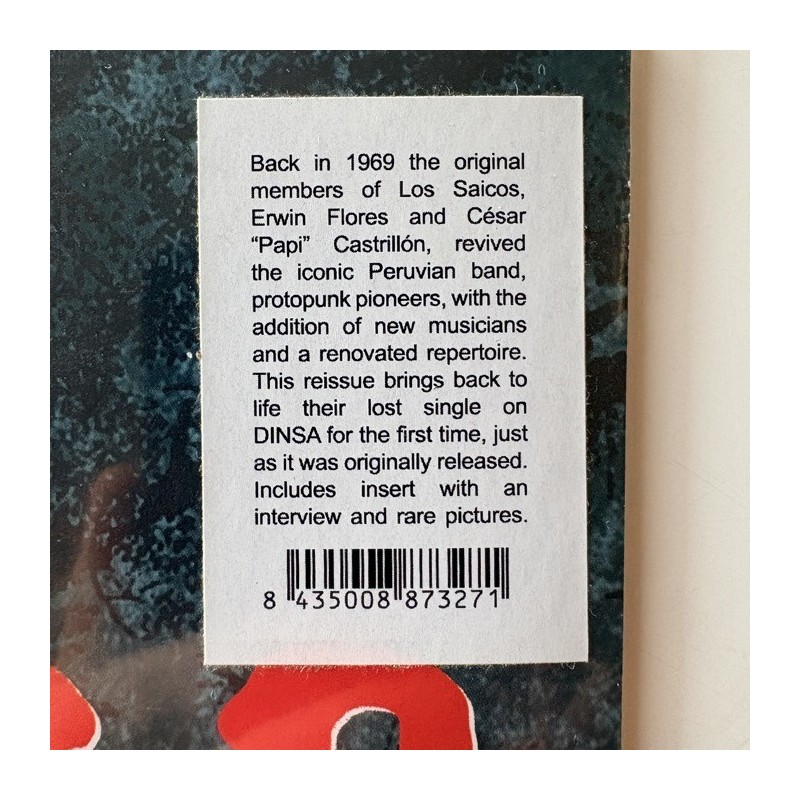 Back in 1969 the original
members of Los Saicos,
Erwin Flores and César
“Papi” Castrillón, revived
the iconic Peruvian band,
protopunk pioneers, with the
addition of new musicians
and a renovated repertoire.
This reissue brings back to
life their lost single on
DINSA for the first time, just
as it was originally released.
Includes insert with an
interview and rare pictures.
8 435008 873271